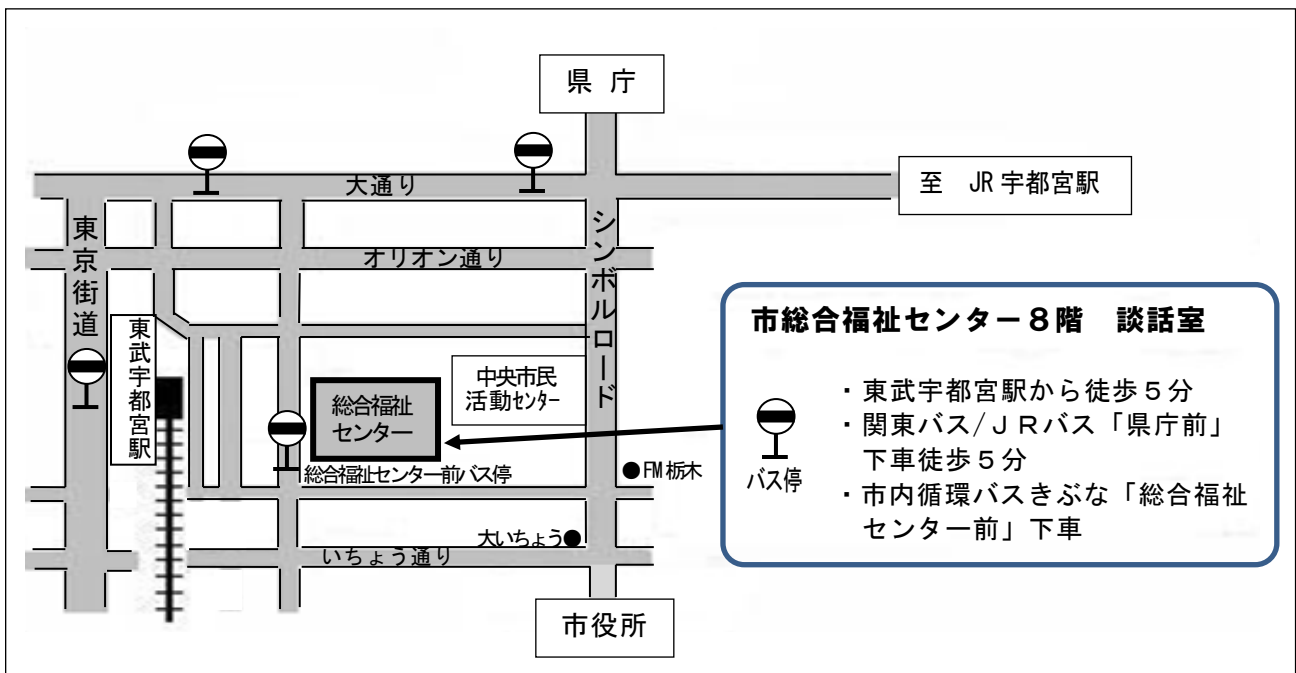 県 庁
大通り
至 JR 宇都宮駅
東京街道
シンボルロード
オリオン通り
東武宇都宮駅
中央市民
活動センター
総合福祉
センター
総合福祉センター前バス停
●FM 栃木
大いちょう●
いちょう通り
市役所
市総合福祉センター８階 談話室
バス停
・東武宇都宮駅から徒歩５分
・関東バス/ＪＲバス「県庁前」
下車徒歩５分
・市内循環バスきぶな「総合福祉
センター前」下車